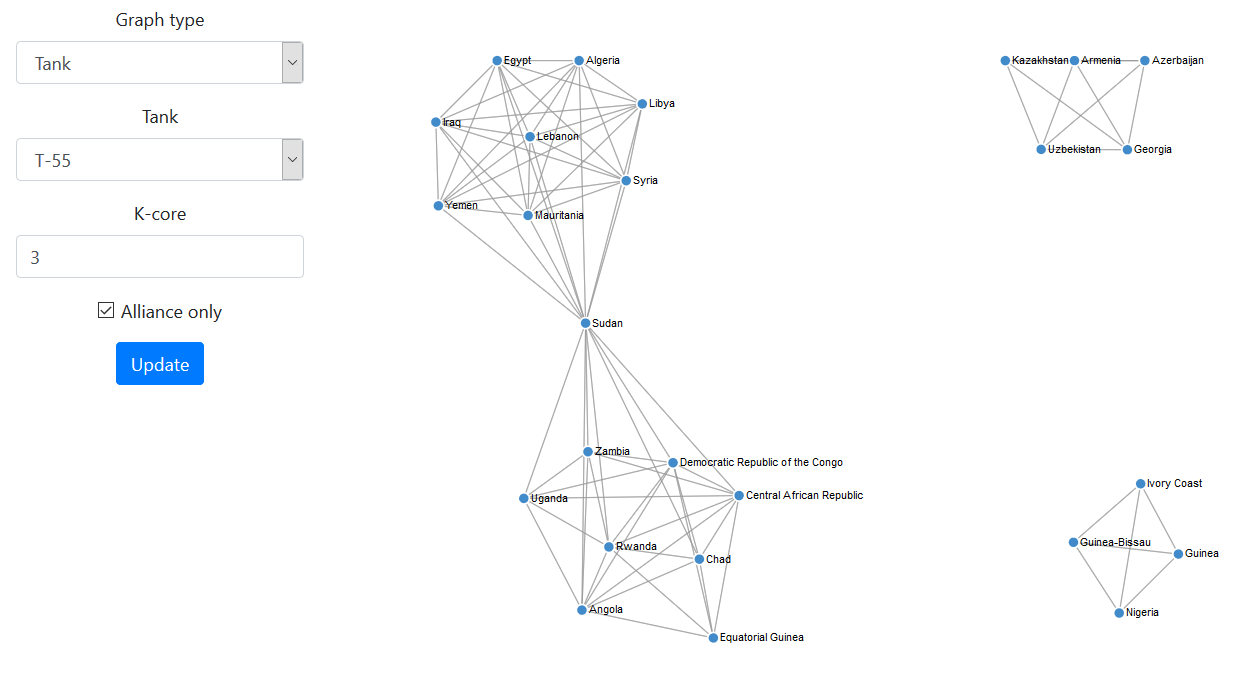 Graph type
Tank
Tank
T-55
K-core
3
Alliance only
Update
Egypt
Algeria
Libya
Iraq
Lebanon
Syria
Yemen
Mauritania
Sudan
Zambia
Democratic Republic of the Congo
Uganda
Central African Republic
Rwanda
Chad
Angola
Equatorial Guinea
Kazakhstan
Armenia
Azerbaijan
Uzbekistan
Georgia
Ivory Coast
Guinea-Bissau
Guinea
Nigeria